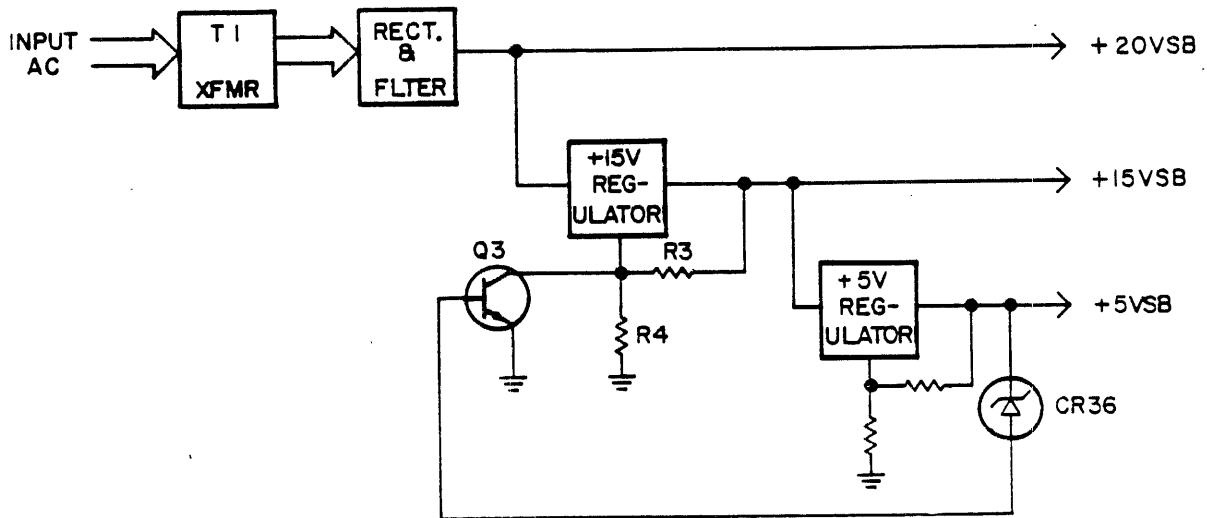 INPUT
AC
T1
XFMR
RECT.
&
FLTER
+20VSB
+15V
REG-
ULATOR
+15VSB
Q3
R3
R4
+5V
REG-
ULATOR
+5VSB
CR36